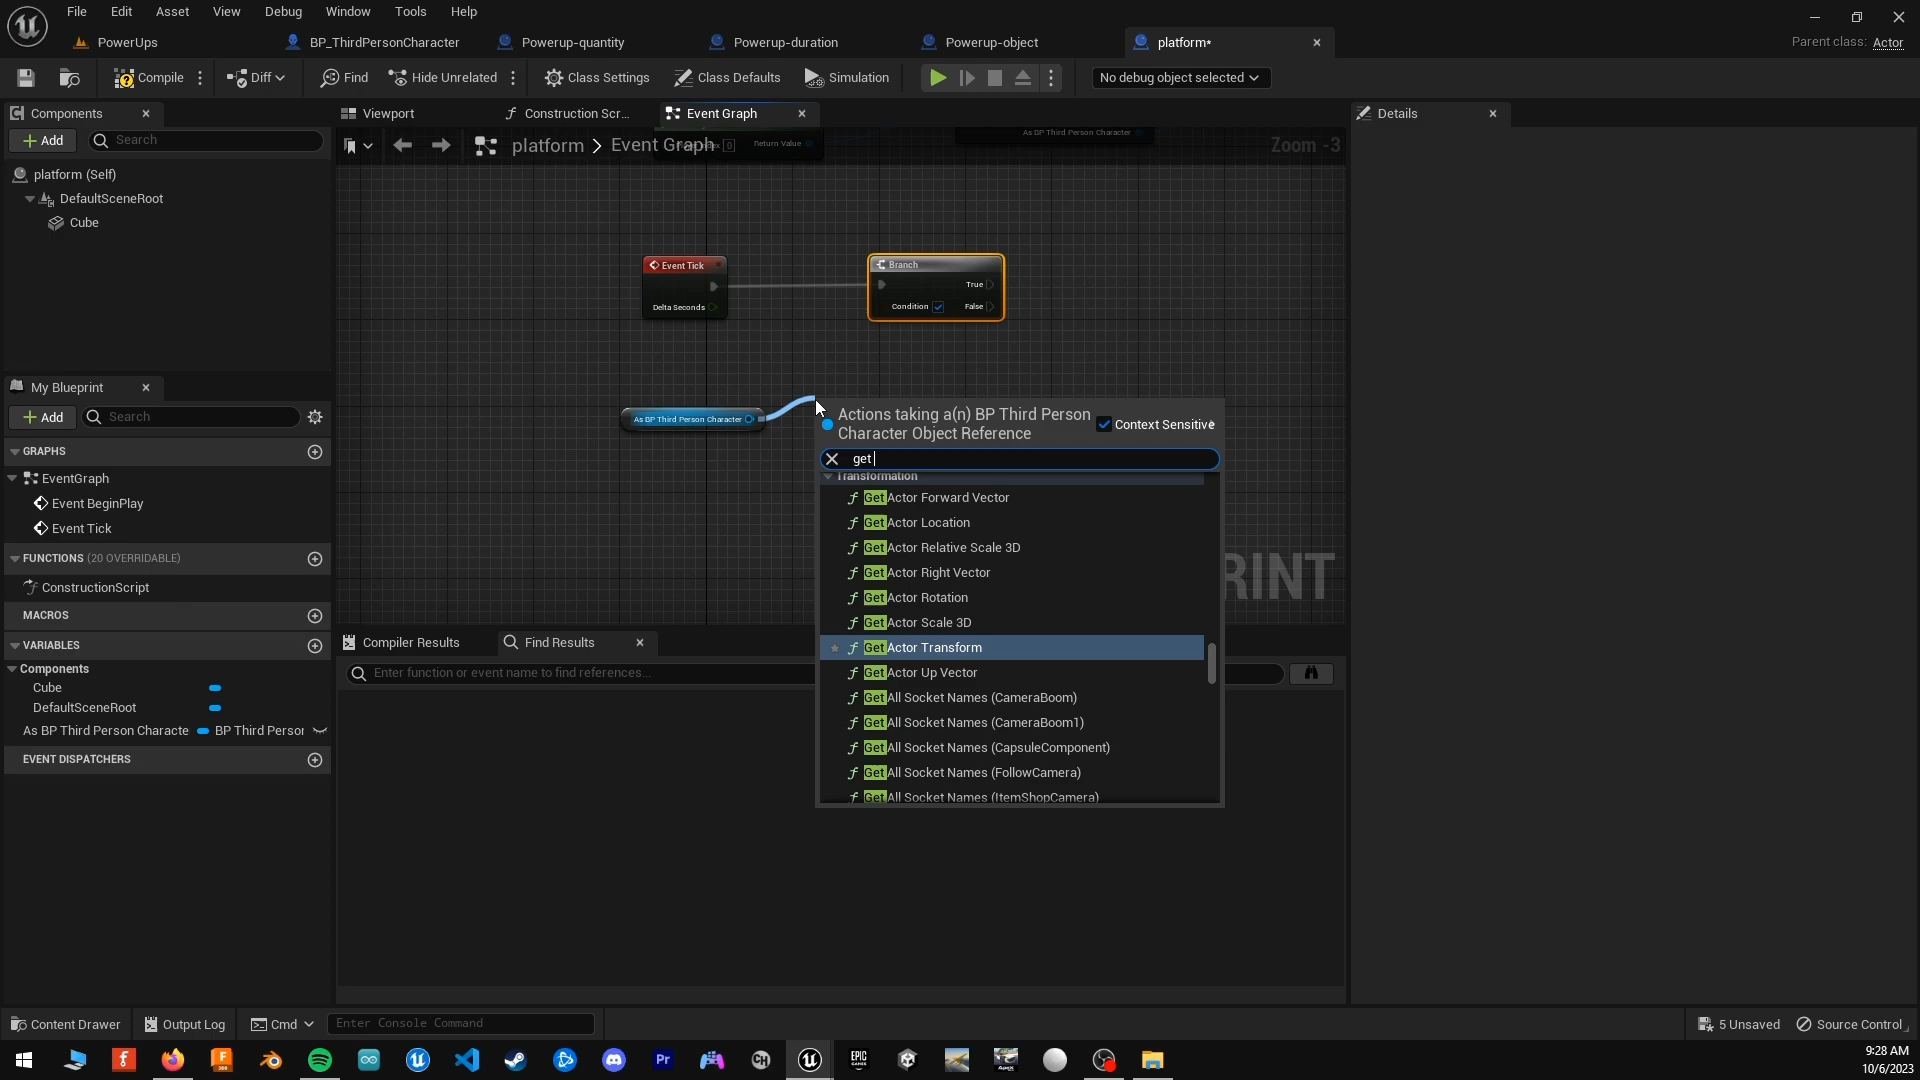 File Edit Asset View Debug Window Tools Help
PowerUps BP_ThirdPersonCharacter Powerup-quantity Powerup-duration Powerup-object platform* Parent class: Actor
Compile Diff Find Hide Unrelated Class Settings Class Defaults Simulation No debug object selected
Components Viewport Construction Scr... Event Graph Details
Add Search
platform > Event Graph Return Value As BP Third Person Character Zoom -3
platform (Self)
DefaultSceneRoot
Cube
Event Tick Branch
True
Delta Seconds Condition False
My Blueprint
Add Search
As BP Third Person Character
Actions taking a(n) BP Third Person
Character Object Reference
Context Sensitive
get
GRAPHS
EventGraph
Event BeginPlay
Event Tick
FUNCTIONS (20 OVERRIDABLE)
ConstructionScript
MACROS
VARIABLES
Components
Cube
DefaultSceneRoot
As BP Third Person Characte BP Third Person
EVENT DISPATCHERS
Transformation
Get Actor Forward Vector
Get Actor Location
Get Actor Relative Scale 3D
Get Actor Right Vector
Get Actor Rotation
Get Actor Scale 3D
Get Actor Transform
Get Actor Up Vector
Get All Socket Names (CameraBoom)
Get All Socket Names (CameraBoom1)
Get All Socket Names (CapsuleComponent)
Get All Socket Names (FollowCamera)
Get All Socket Names (ItemShopCamera)
RINT
Compiler Results Find Results
Enter function or event name to find references...
Content Drawer Output Log Cmd Enter Console Command 5 Unsaved Source Control
9:28 AM
10/6/2023